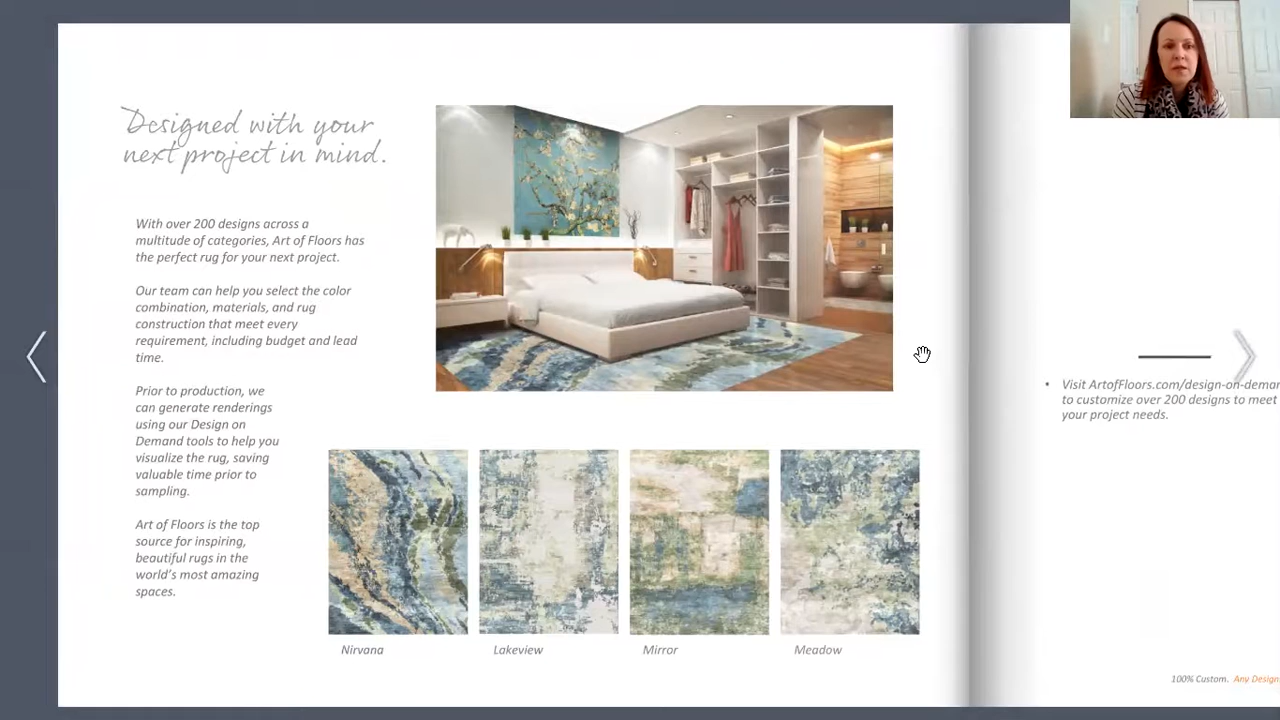 Designed with your
next project in mind.
With over 200 designs across a
multitude of categories, Art of Floors has
the perfect rug for your next project.
Our team can help you select the color
combination, materials, and rug
construction that meet every
requirement, including budget and lead
time.
Prior to production, we
can generate renderings
using our Design on
Demand tools to help you
visualize the rug, saving
valuable time prior to
sampling.
Art of Floors is the top
source for inspiring,
beautiful rugs in the
world's most amazing
spaces.
Nirvana
Lakeview
Mirror
Meadow
• Visit ArtofFloors.com/design-on-deman
to customize over 200 designs to meet
your project needs.
100% Custom. Any Design